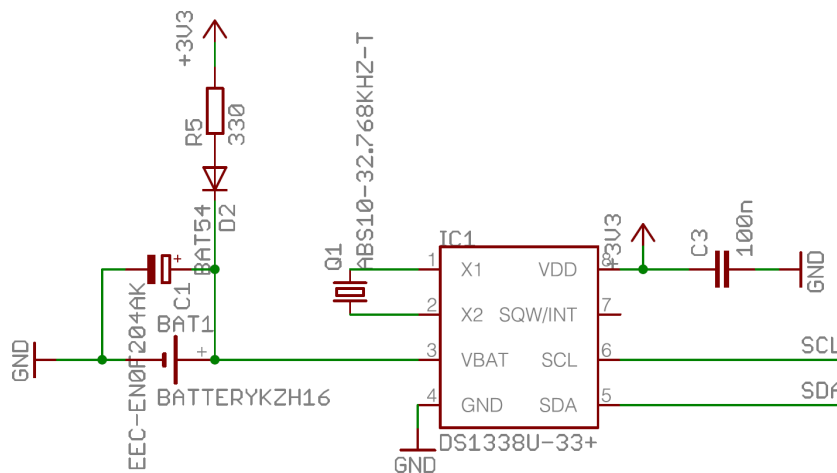 +3V3
R5
330
BAT54
D2
C1
+
EEC-EN0F204AK
BAT1
+
BATTERYKZH16
GND
Q1
ABS10-32.768KHZ-T
IC1
1
X1
2
X2
3
VBAT
4
GND
VDD
8
SQW/INT
7
SCL
6
SDA
5
DS1338U-33+
GND
+3V3
C3
100n
GND
SCL
SDA